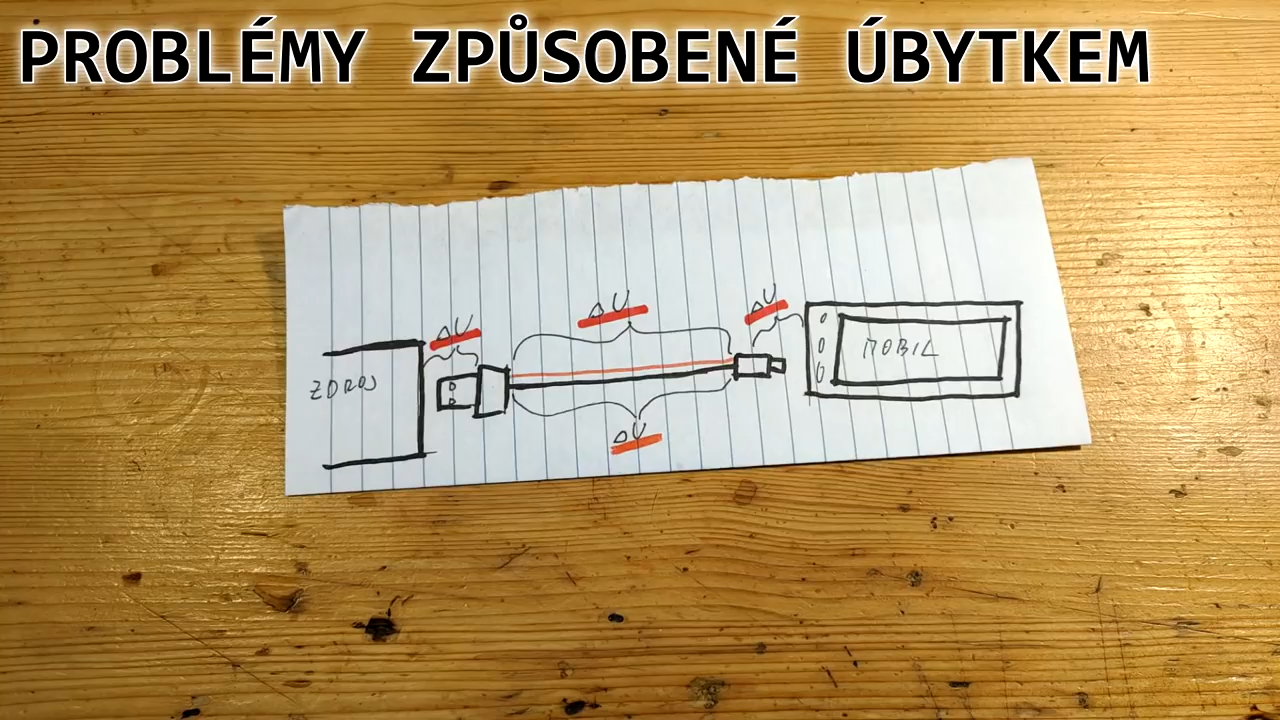 PROBLÉMY ZPŮSOBENÉ ÚBYTKEM
ΔU
ΔU
ΔU
ZDROJ
MOBIL
ΔU